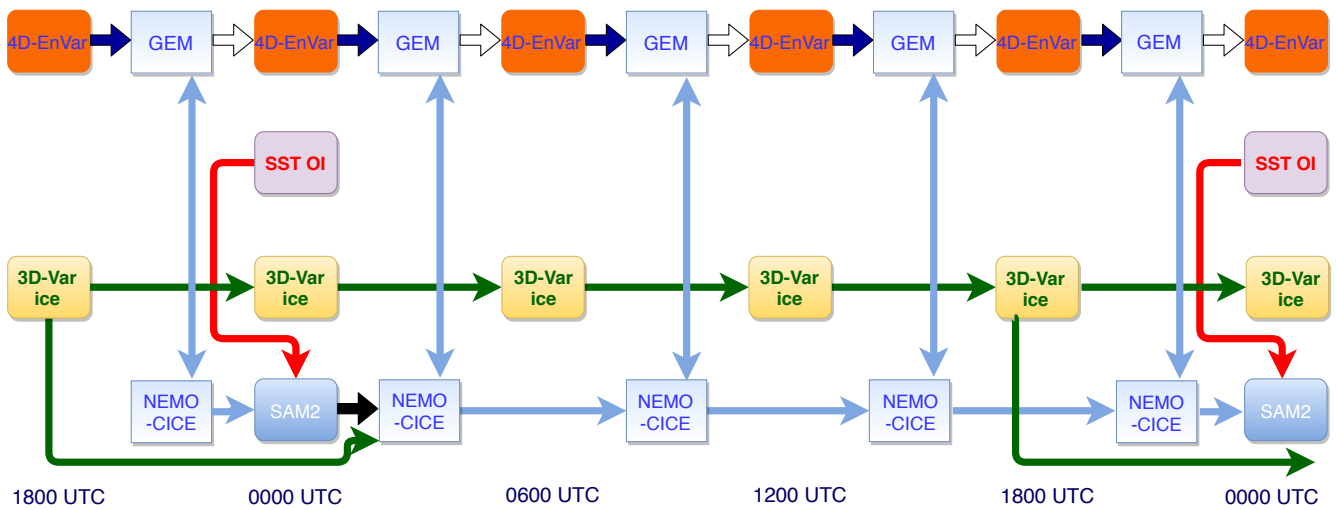 4D-EnVar GEM 4D-EnVar GEM 4D-EnVar GEM 4D-EnVar GEM 4D-EnVar GEM 4D-EnVar
SST OI SST OI
3D-Var 3D-Var 3D-Var 3D-Var 3D-Var 3D-Var
ice ice ice ice ice ice
NEMO SAM2 NEMO NEMO NEMO NEMO SAM2
-CICE -CICE -CICE -CICE -CICE
1800 UTC 0000 UTC 0600 UTC 1200 UTC 1800 UTC 0000 UTC